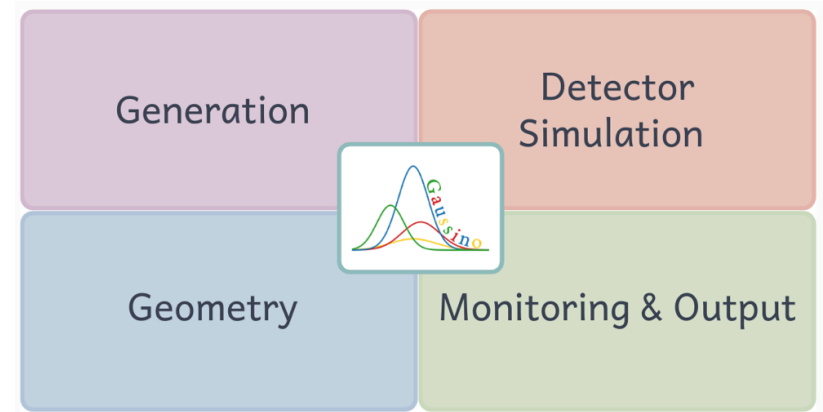 Generation
Detector
Simulation
Gaussino
Geometry
Monitoring & Output